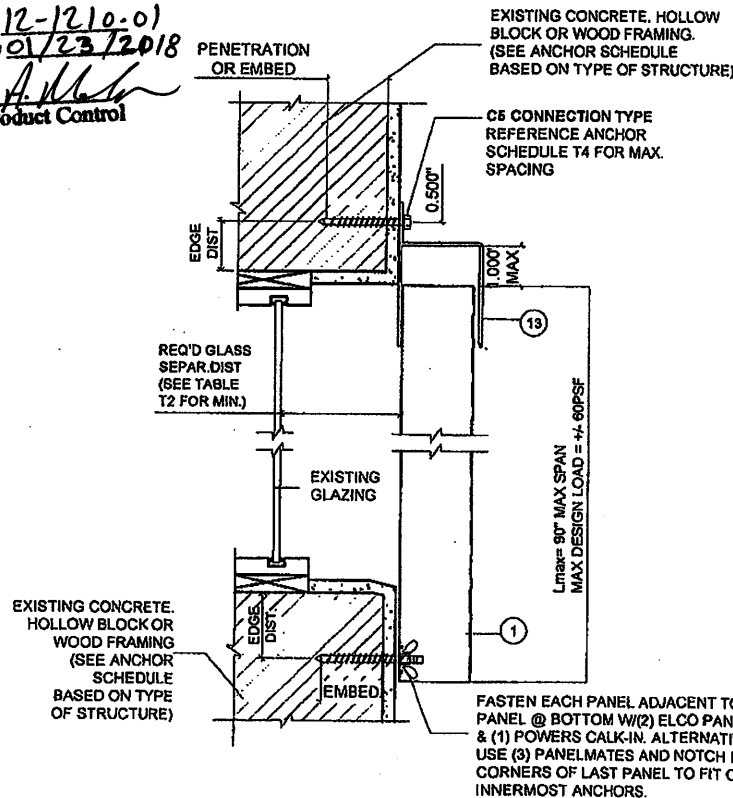 12-1210.01
01/23/2018
oduct Control
PENETRATION
OR EMBED
EXISTING CONCRETE. HOLLOW
BLOCK OR WOOD FRAMING.
(SEE ANCHOR SCHEDULE
BASED ON TYPE OF STRUCTURE)
C5 CONNECTION TYPE
REFERENCE ANCHOR
SCHEDULE T4 FOR MAX.
SPACING
0.500"
EDGE
DIST
1.000"
MAX
13
REQ'D GLASS
SEPAR.DIST
(SEE TABLE
T2 FOR MIN.)
EXISTING
GLAZING
Lmax= 90" MAX SPAN
MAX DESIGN LOAD = +/- 60PSF
EXISTING CONCRETE.
HOLLOW BLOCK OR
WOOD FRAMING
(SEE ANCHOR
SCHEDULE
BASED ON TYPE
OF STRUCTURE)
EDGE
DIST.
EMBED.
1
FASTEN EACH PANEL ADJACENT TO
PANEL @ BOTTOM W/(2) ELCO PAN
& (1) POWERS CALK-IN. ALTERNATI
USE (3) PANELMATES AND NOTCH
CORNERS OF LAST PANEL TO FIT O
INNERMOST ANCHORS.